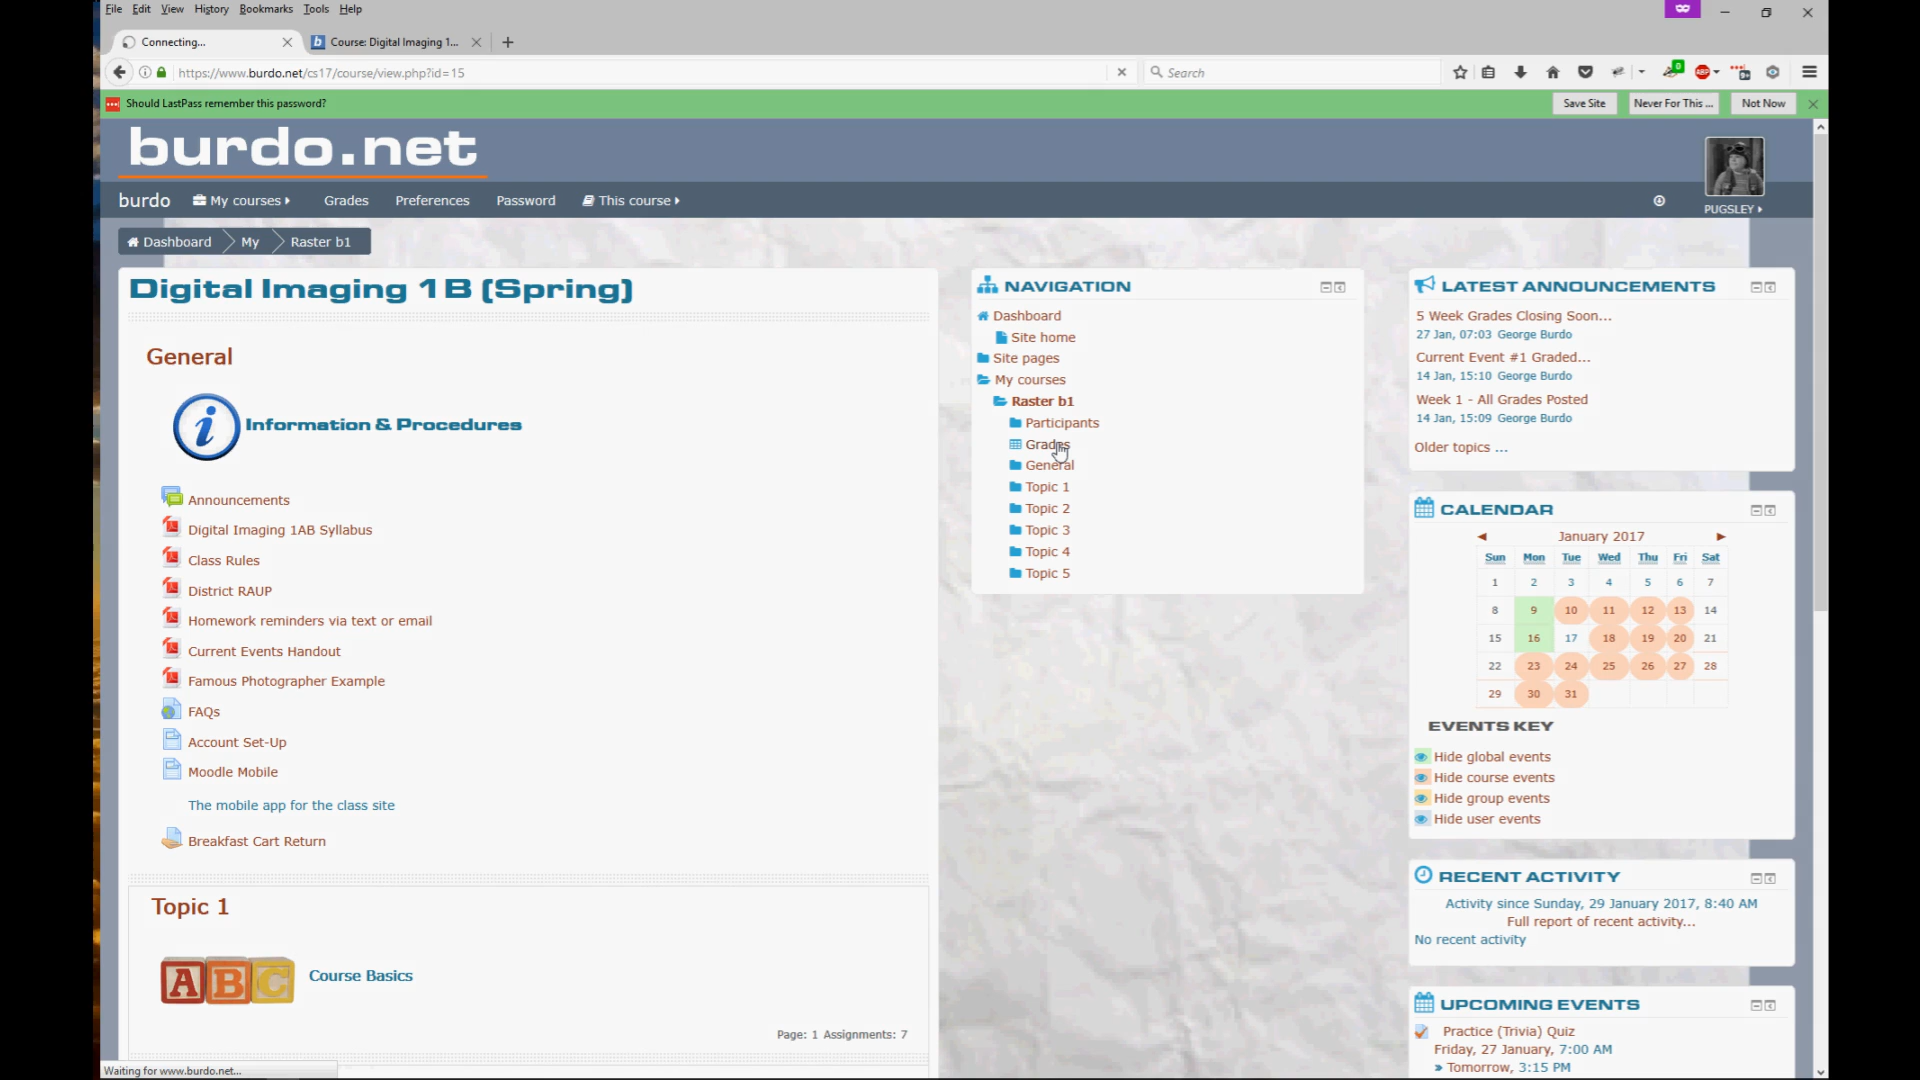 File Edit View History Bookmarks Tools Help
Connecting...
Course: Digital Imaging 1...
https://www.burdo.net/cs17/course/view.php?id=15
Search
Should LastPass remember this password?
Save Site
Never For This ...
Not Now
burdo.net
burdo
My courses
Grades
Preferences
Password
This course
PUGSLEY
Dashboard
My
Raster b1
Digital Imaging 1B (Spring)
General
Information & Procedures
Announcements
Digital Imaging 1AB Syllabus
Class Rules
District RAUP
Homework reminders via text or email
Current Events Handout
Famous Photographer Example
FAQs
Account Set-Up
Moodle Mobile
The mobile app for the class site
Breakfast Cart Return
Topic 1
ABC
Course Basics
Page: 1 Assignments: 7
Waiting for www.burdo.net...
NAVIGATION
Dashboard
Site home
Site pages
My courses
Raster b1
Participants
Grades
General
Topic 1
Topic 2
Topic 3
Topic 4
Topic 5
LATEST ANNOUNCEMENTS
5 Week Grades Closing Soon...
27 Jan, 07:03 George Burdo
Current Event #1 Graded...
14 Jan, 15:10 George Burdo
Week 1 - All Grades Posted
14 Jan, 15:09 George Burdo
Older topics ...
CALENDAR
January 2017
Sun Mon Tue Wed Thu Fri Sat
1 2 3 4 5 6 7
8 9 10 11 12 13 14
15 16 17 18 19 20 21
22 23 24 25 26 27 28
29 30 31
EVENTS KEY
Hide global events
Hide course events
Hide group events
Hide user events
RECENT ACTIVITY
Activity since Sunday, 29 January 2017, 8:40 AM
Full report of recent activity...
No recent activity
UPCOMING EVENTS
Practice (Trivia) Quiz
Friday, 27 January, 7:00 AM
» Tomorrow, 3:15 PM